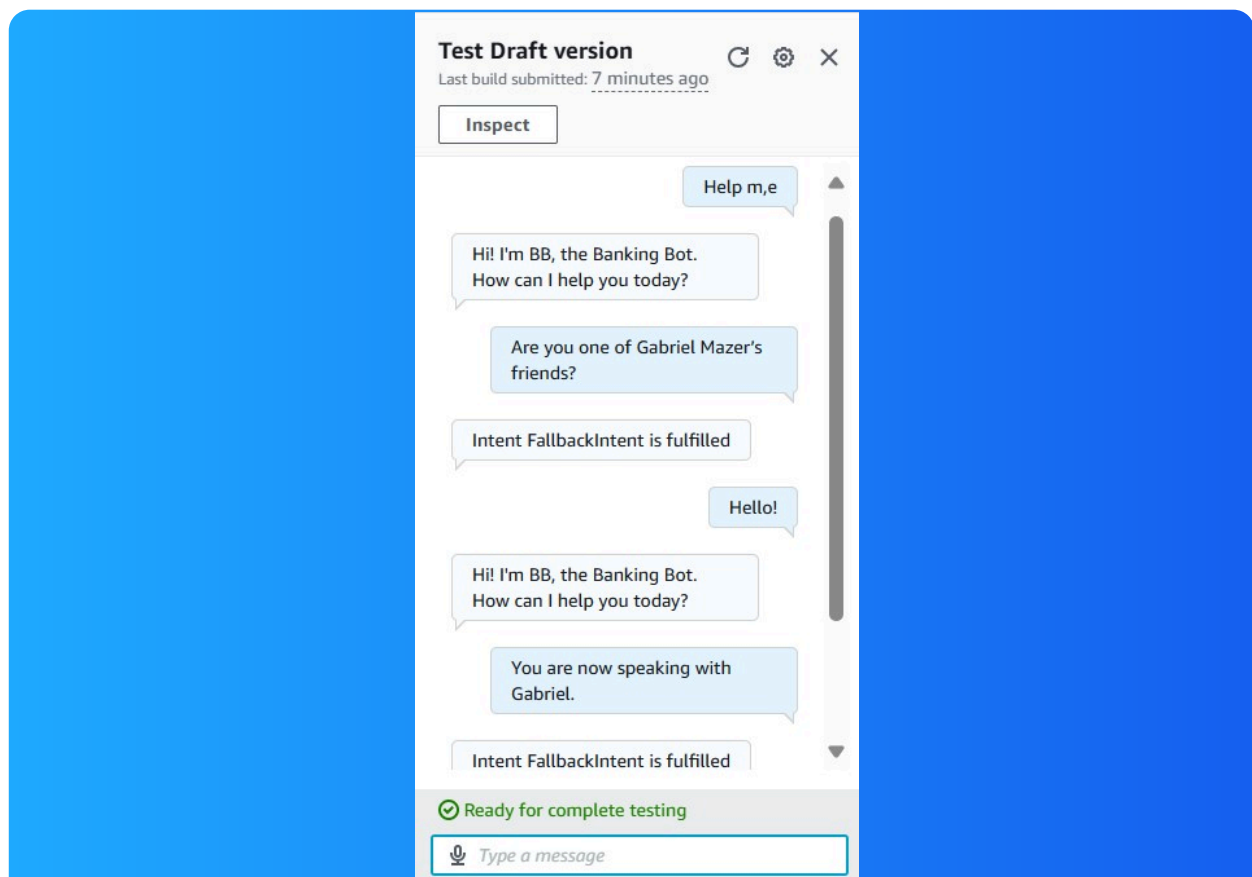 Test Draft version
Last build submitted: 7 minutes ago
Inspect
Help m,e
Hi! I'm BB, the Banking Bot.
How can I help you today?
Are you one of Gabriel Mazer's
friends?
Intent FallbackIntent is fulfilled
Hello!
Hi! I'm BB, the Banking Bot.
How can I help you today?
You are now speaking with
Gabriel.
Intent FallbackIntent is fulfilled
Ready for complete testing
Type a message